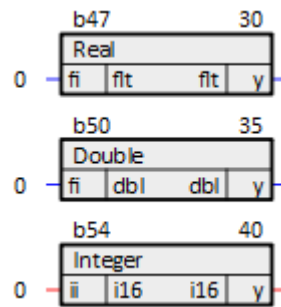 b47 30
Real
0 fi flt flt y
b50 35
Double
0 fi dbl dbl y
b54 40
Integer
0 ii i16 i16 y